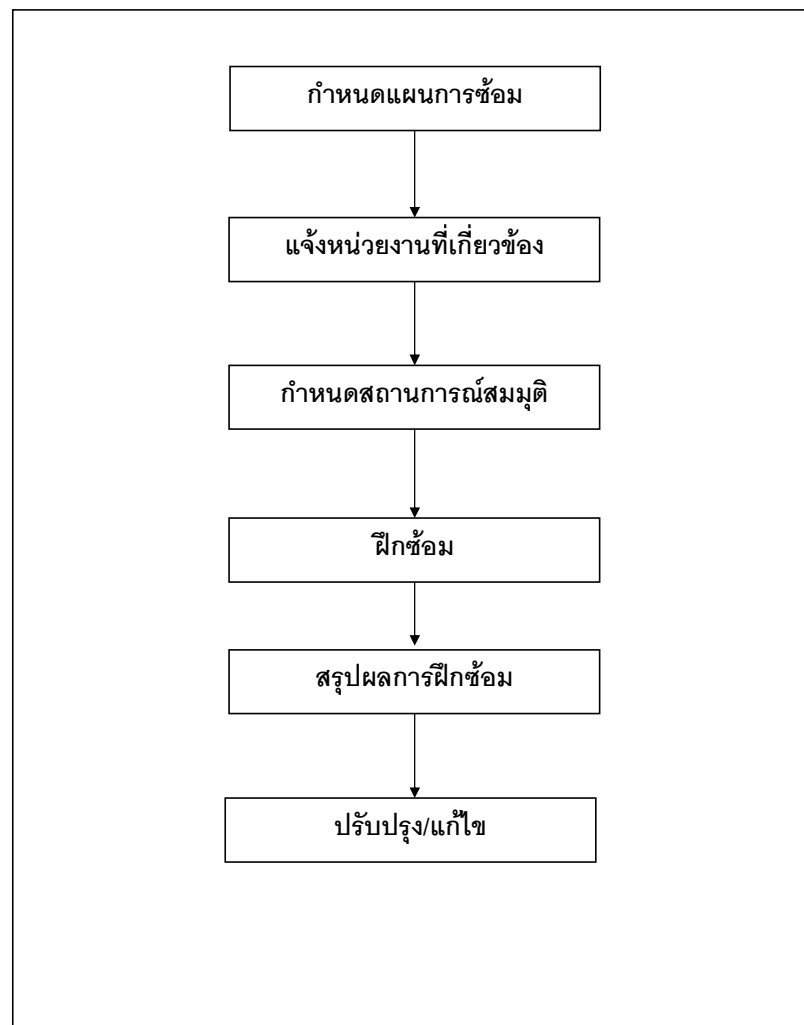 กำหนดแผนการซ้อม
แจ้งหน่วยงานที่เกี่ยวข้อง
กำหนดสถานการณ์สมมุติ
ฝึกซ้อม
สรุปผลการฝึกซ้อม
ปรับปรุง/แก้ไข